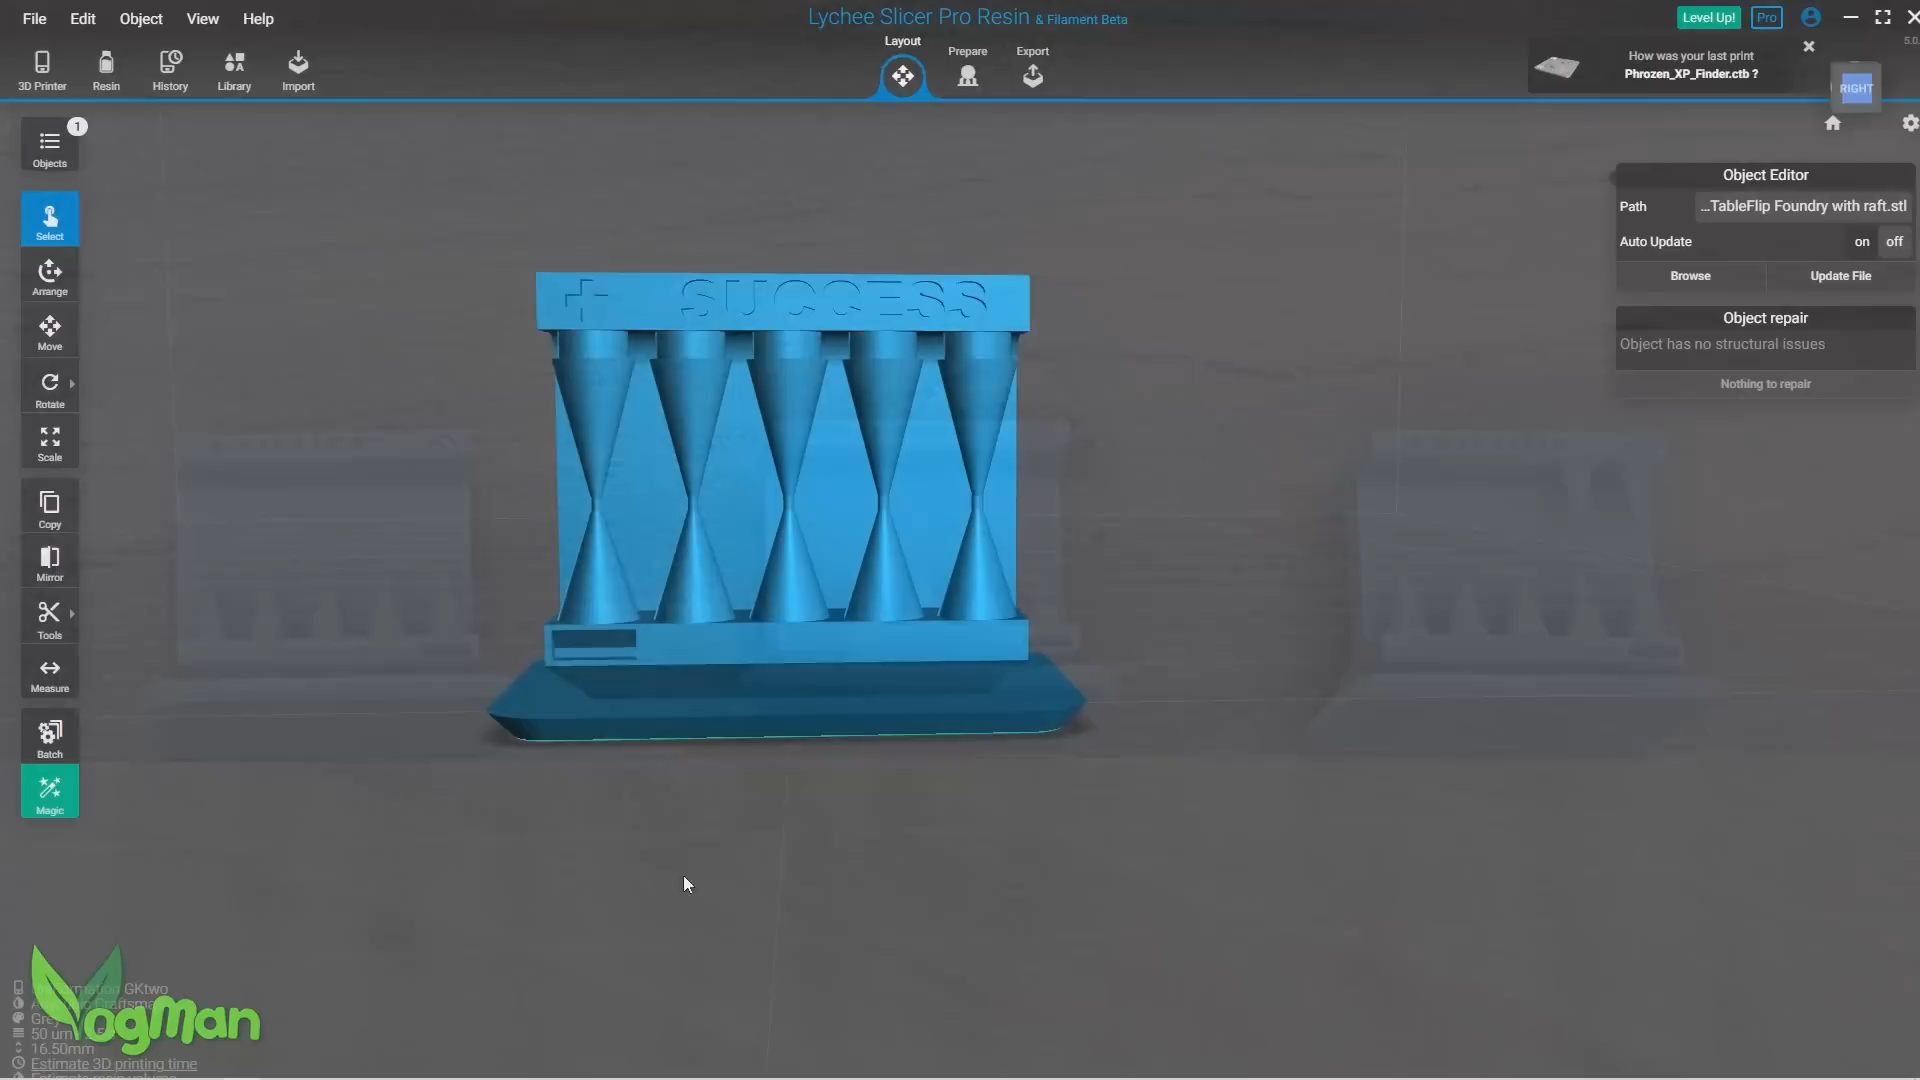 File Edit Object View Help
Lychee Slicer Pro Resin & Filament Beta
Level Up! Pro
3D Printer Resin History Library Import
Layout Prepare Export
How was your last print
Phrozen_XP_Finder.ctb ?
5.0.
RIGHT
1
Objects
Select
Arrange
Move
Rotate
Scale
Copy
Mirror
Tools
Measure
Batch
Magic
Object Editor
Path ...TableFlip Foundry with raft.stl
Auto Update on off
Browse Update File
Object repair
Object has no structural issues
Nothing to repair
+ SUCCESS
GKtwo
50 um
16.50mm
Estimate 3D printing time
VogMan